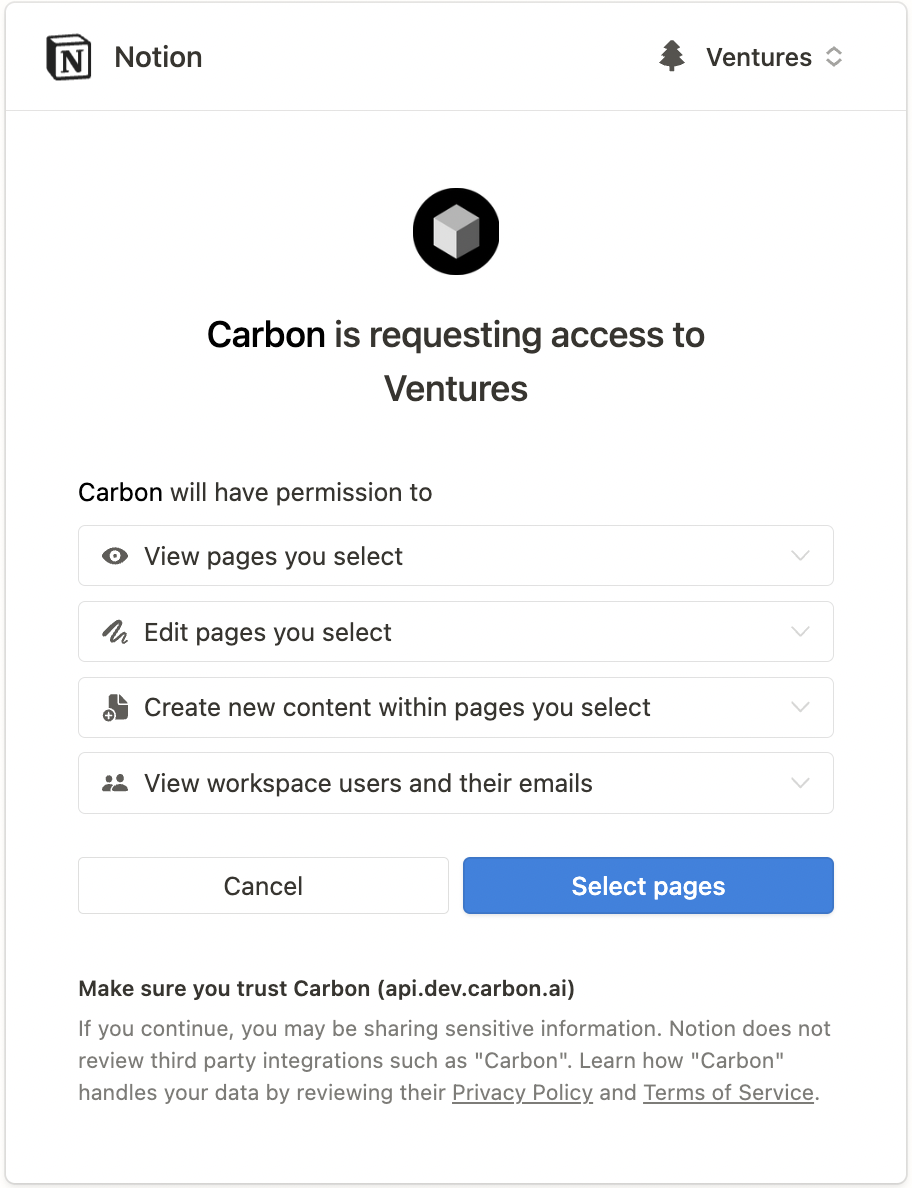 Notion
Ventures
Carbon is requesting access to
Ventures
Carbon will have permission to
View pages you select
Edit pages you select
Create new content within pages you select
View workspace users and their emails
Cancel
Select pages
Make sure you trust Carbon (api.dev.carbon.ai)
If you continue, you may be sharing sensitive information. Notion does not
review third party integrations such as "Carbon". Learn how "Carbon"
handles your data by reviewing their Privacy Policy and Terms of Service.